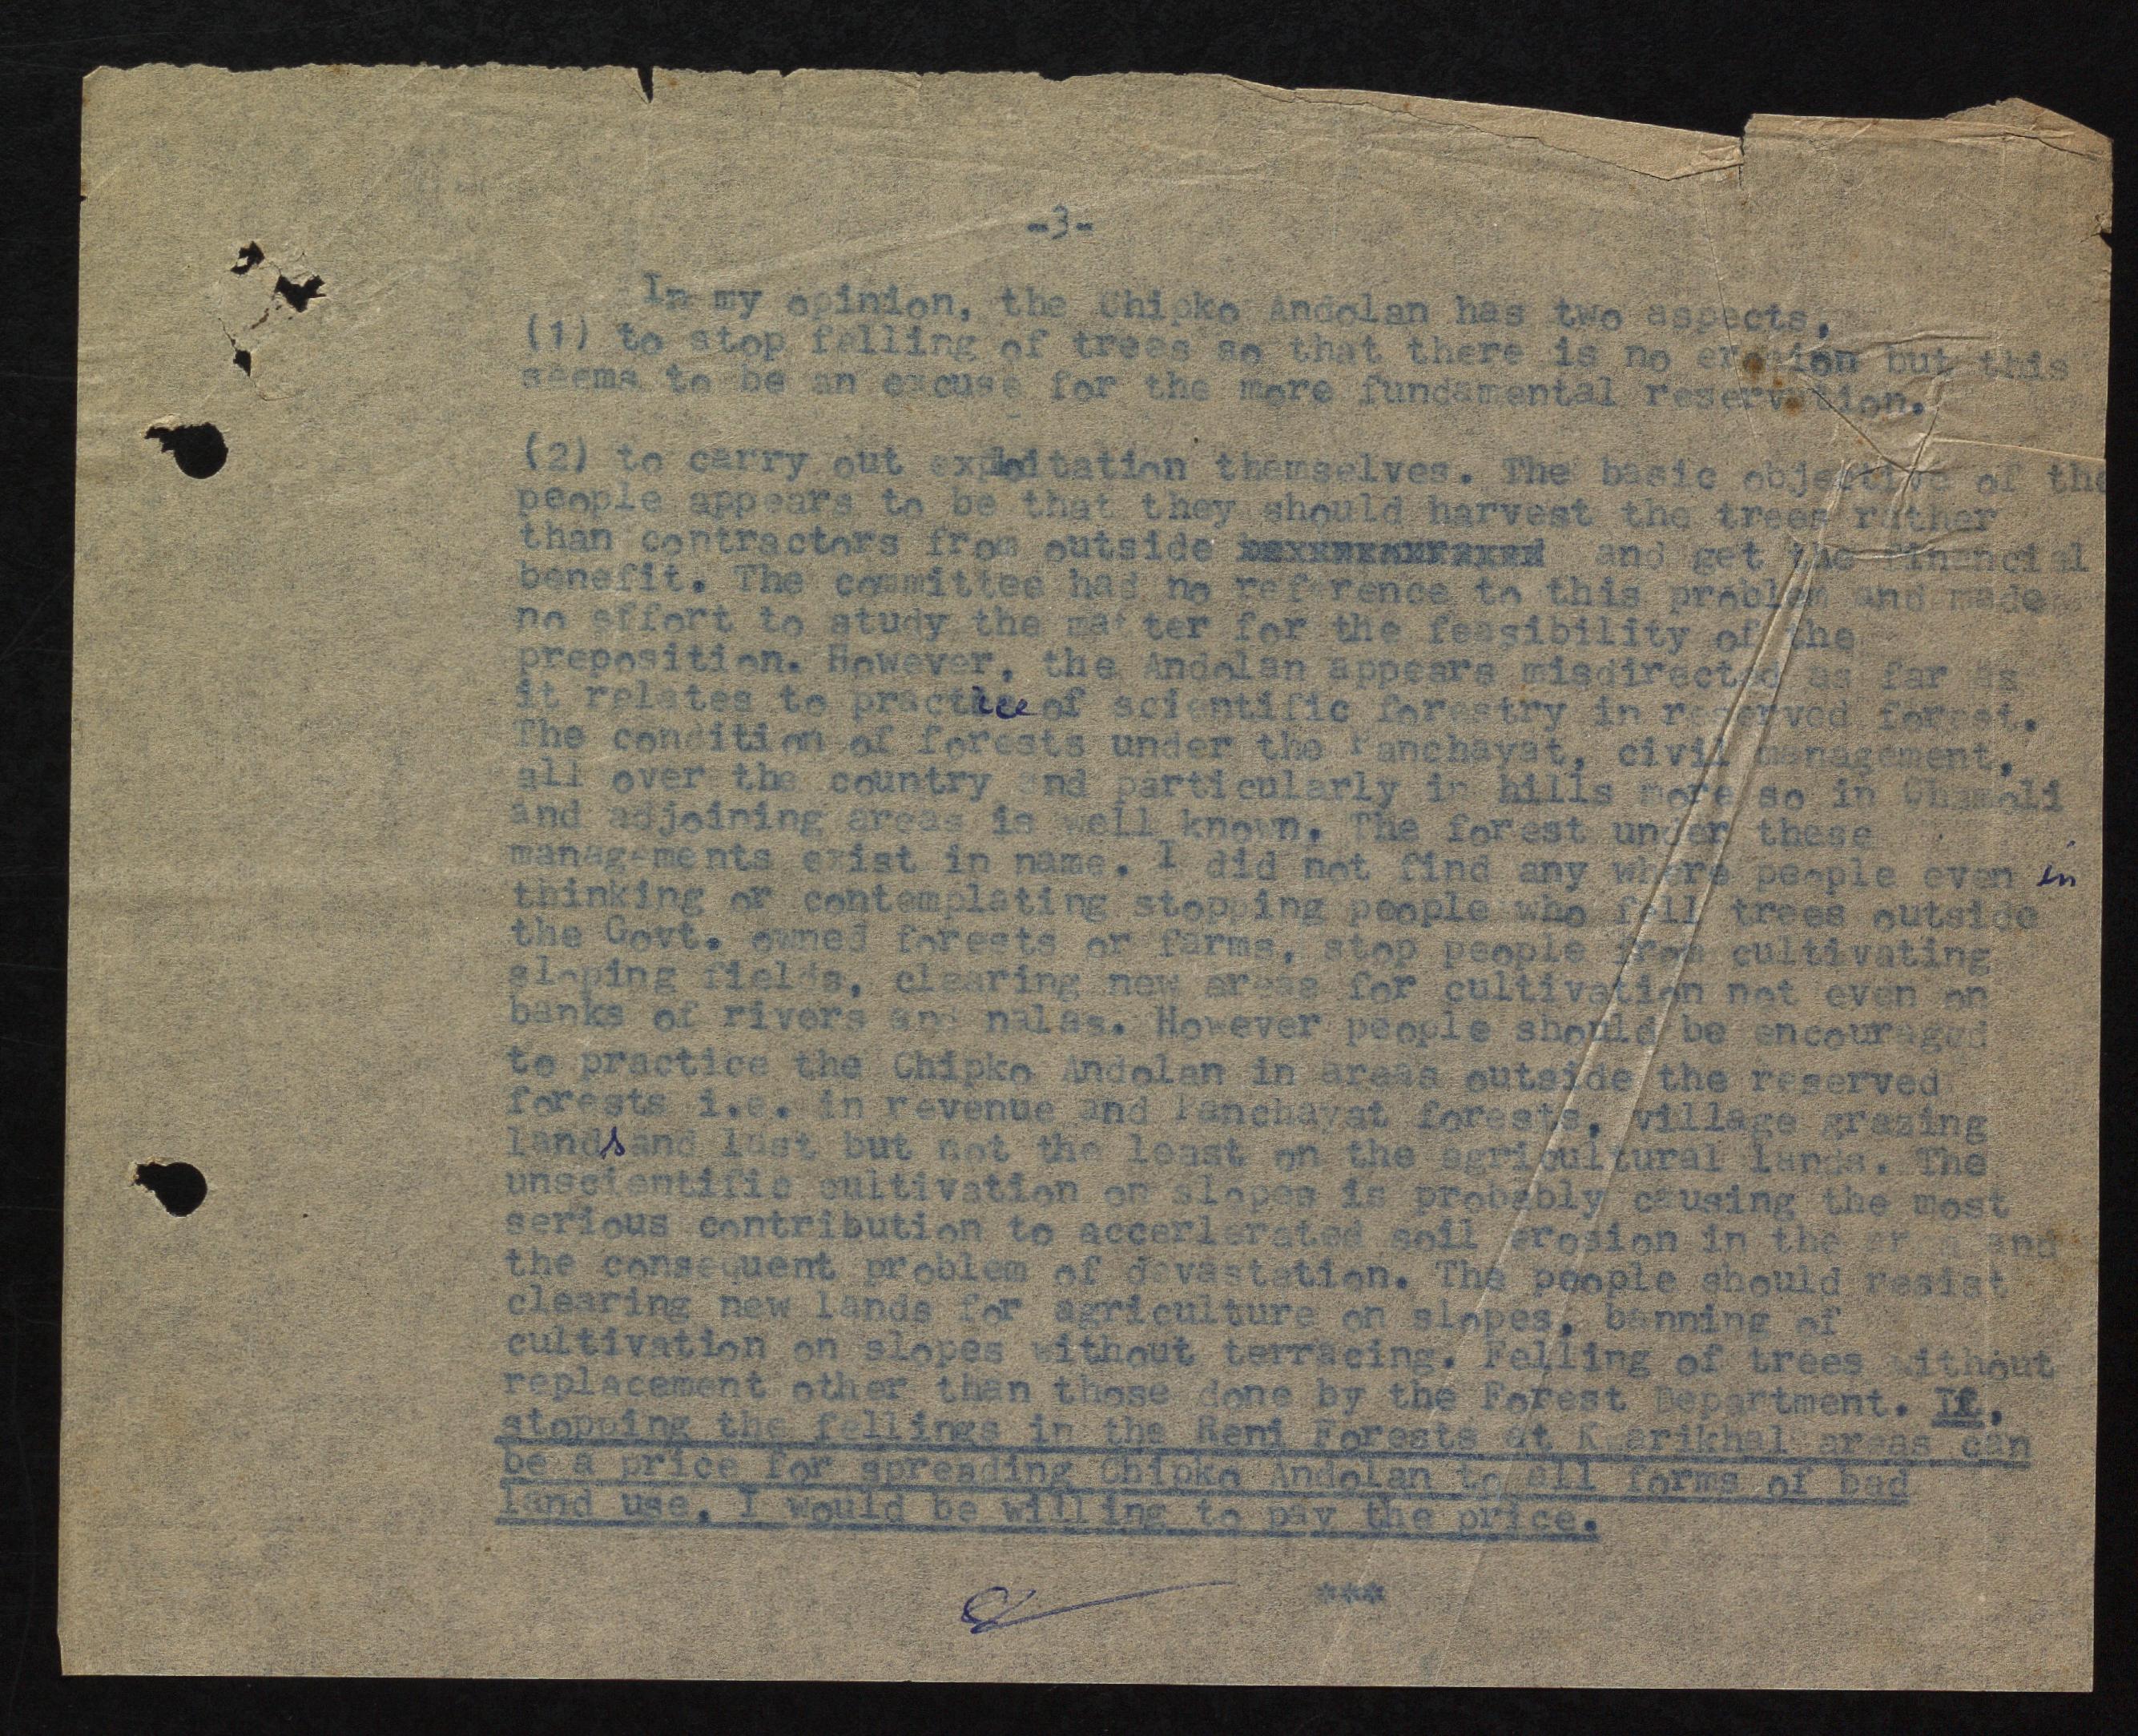 -3-
In my opinion, the Chipko Andolan has two aspects,
(1) to stop felling of trees so that there is no erosion but this
seems to be an excuse for the more fundamental reservation.
(2) to carry out exploitation themselves. The basic objective of the
people appears to be that they should harvest the trees rather
than contractors from outside and get the financial
benefit. The committee had no reference to this problem and made
no effort to study the matter for the feasibility of the
preposition. However, the Andolan appears misdirected as far as
it relates to practice of scientific forestry in reserved forest.
The condition of forests under the Panchayat, civil management,
all over the country and particularly in hills more so in Chamoli
and adjoining areas is well known. The forest under these
managements exist in name. I did not find any where people even in
thinking or contemplating stopping people who fell trees outside
the Govt. owned forests or farms, stop people from cultivating
sloping fields, clearing new areas for cultivation not even on
banks of rivers and nalas. However people should be encouraged
to practice the Chipko Andolan in areas outside the reserved
forests i.e. in revenue and Panchayat forests, village grazing
lands and last but not the least on the agricultural lands. The
unscientific cultivation on slopes is probably causing the most
serious contribution to accerlerated soil erosion in the area and
the consequent problem of devastation. The people should resist
clearing new lands for agriculture on slopes, banning of
cultivation on slopes without terracing. Felling of trees without
replacement other than those done by the Forest Department. If,
stopping the fellings in the Reni Forests at Kwarikhal areas can
be a price for spreading Chipko Andolan to all forms of bad
land use, I would be willing to pay the price.
***